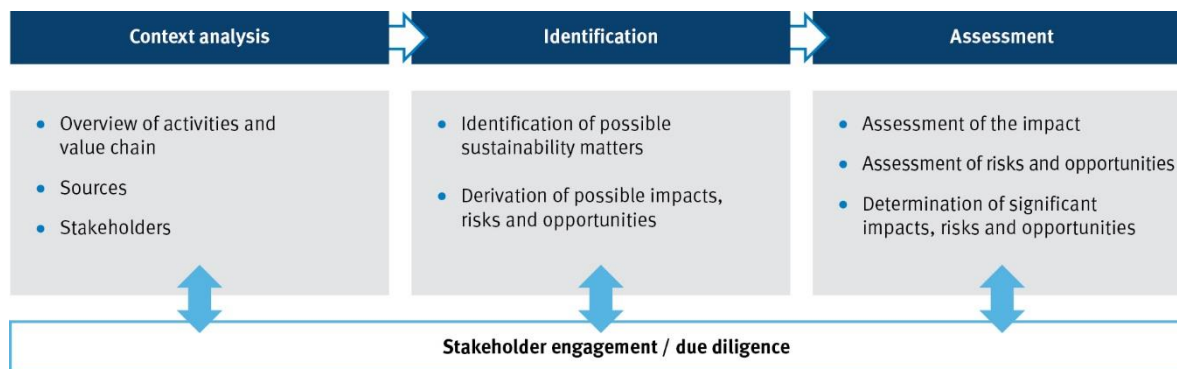 Context analysis
Identification
Assessment
Overview of activities and
value chain
Sources
Stakeholders
Identification of possible
sustainability matters
Derivation of possible impacts,
risks and opportunities
Assessment of the impact
Assessment of risks and opportunities
Determination of significant
impacts, risks and opportunities
Stakeholder engagement / due diligence